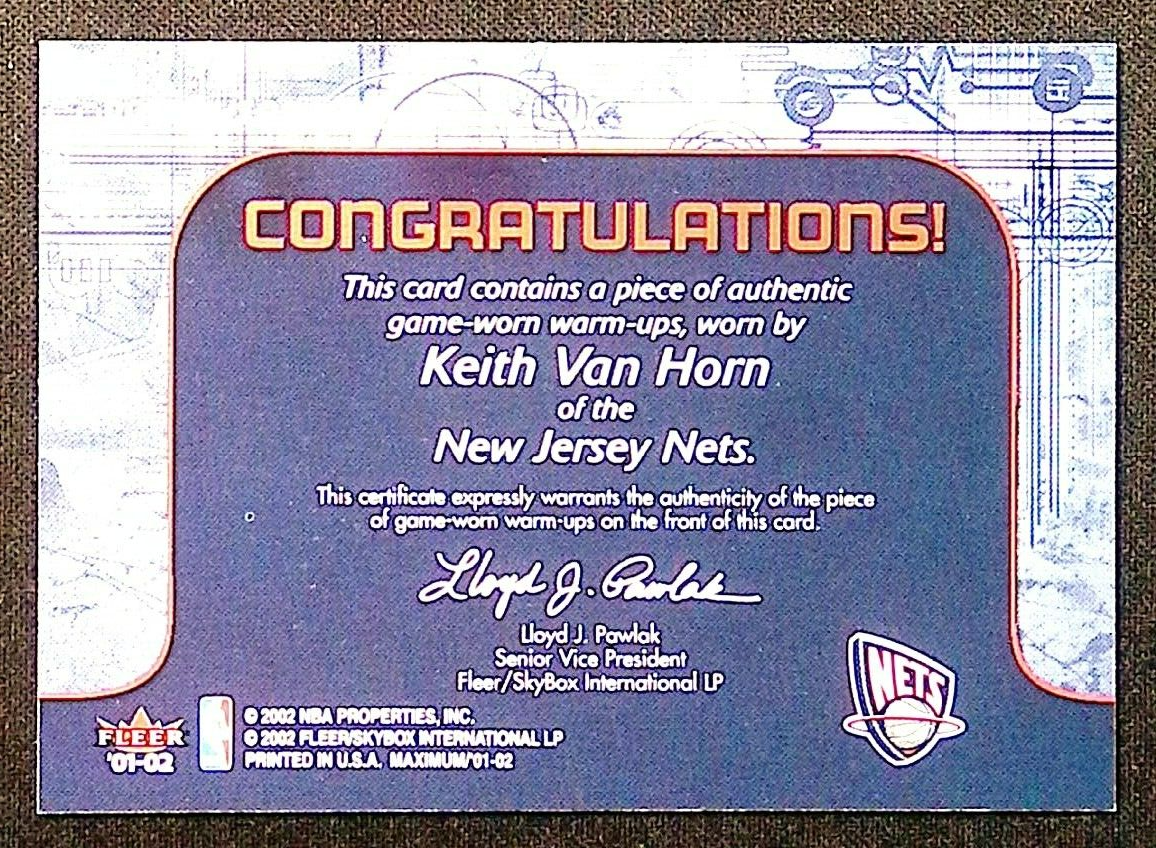 CONGRATULATIONS!
This card contains a piece of authentic
game-worn warm-ups, worn by
Keith Van Horn
of the
New Jersey Nets.
This certificate expressly warrants the authenticity of the piece
of game-worn warm-ups on the front of this card.
Lloyd J. Pawlak
Lloyd J. Pawlak
Senior Vice President
Fleer/SkyBox International LP
NETS
FLEER
'01-02
© 2002 NBA PROPERTIES, INC.
© 2002 FLEER/SKYBOX INTERNATIONAL LP
PRINTED IN U.S.A. MAXIMUM/'01-02